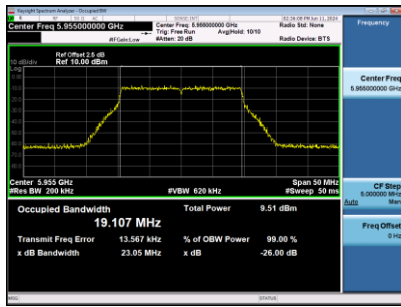 Keysight Spectrum Analyzer - Occupied BW
SENSE:INT
02:36:08 PM Jun 11, 2024
Center Freq 5.955000000 GHz
Center Freq: 5.955000000 GHz
Radio Std: None
Trig: Free Run
Avg|Hold: 10/10
#IFGain:Low
#Atten: 20 dB
Radio Device: BTS
Frequency
Ref Offset 2.5 dB
10 dB/div
Ref 10.00 dBm
Log
Center Freq
5.955000000 GHz
Center 5.955 GHz
Span 50 MHz
#Res BW 200 kHz
#VBW 620 kHz
#Sweep 50 ms
CF Step
5.000000 MHz
Auto Man
Occupied Bandwidth
Total Power
9.51 dBm
19.107 MHz
Freq Offset
0 Hz
Transmit Freq Error
13.567 kHz
% of OBW Power
99.00 %
x dB Bandwidth
23.05 MHz
x dB
-26.00 dB
MSG
STATUS